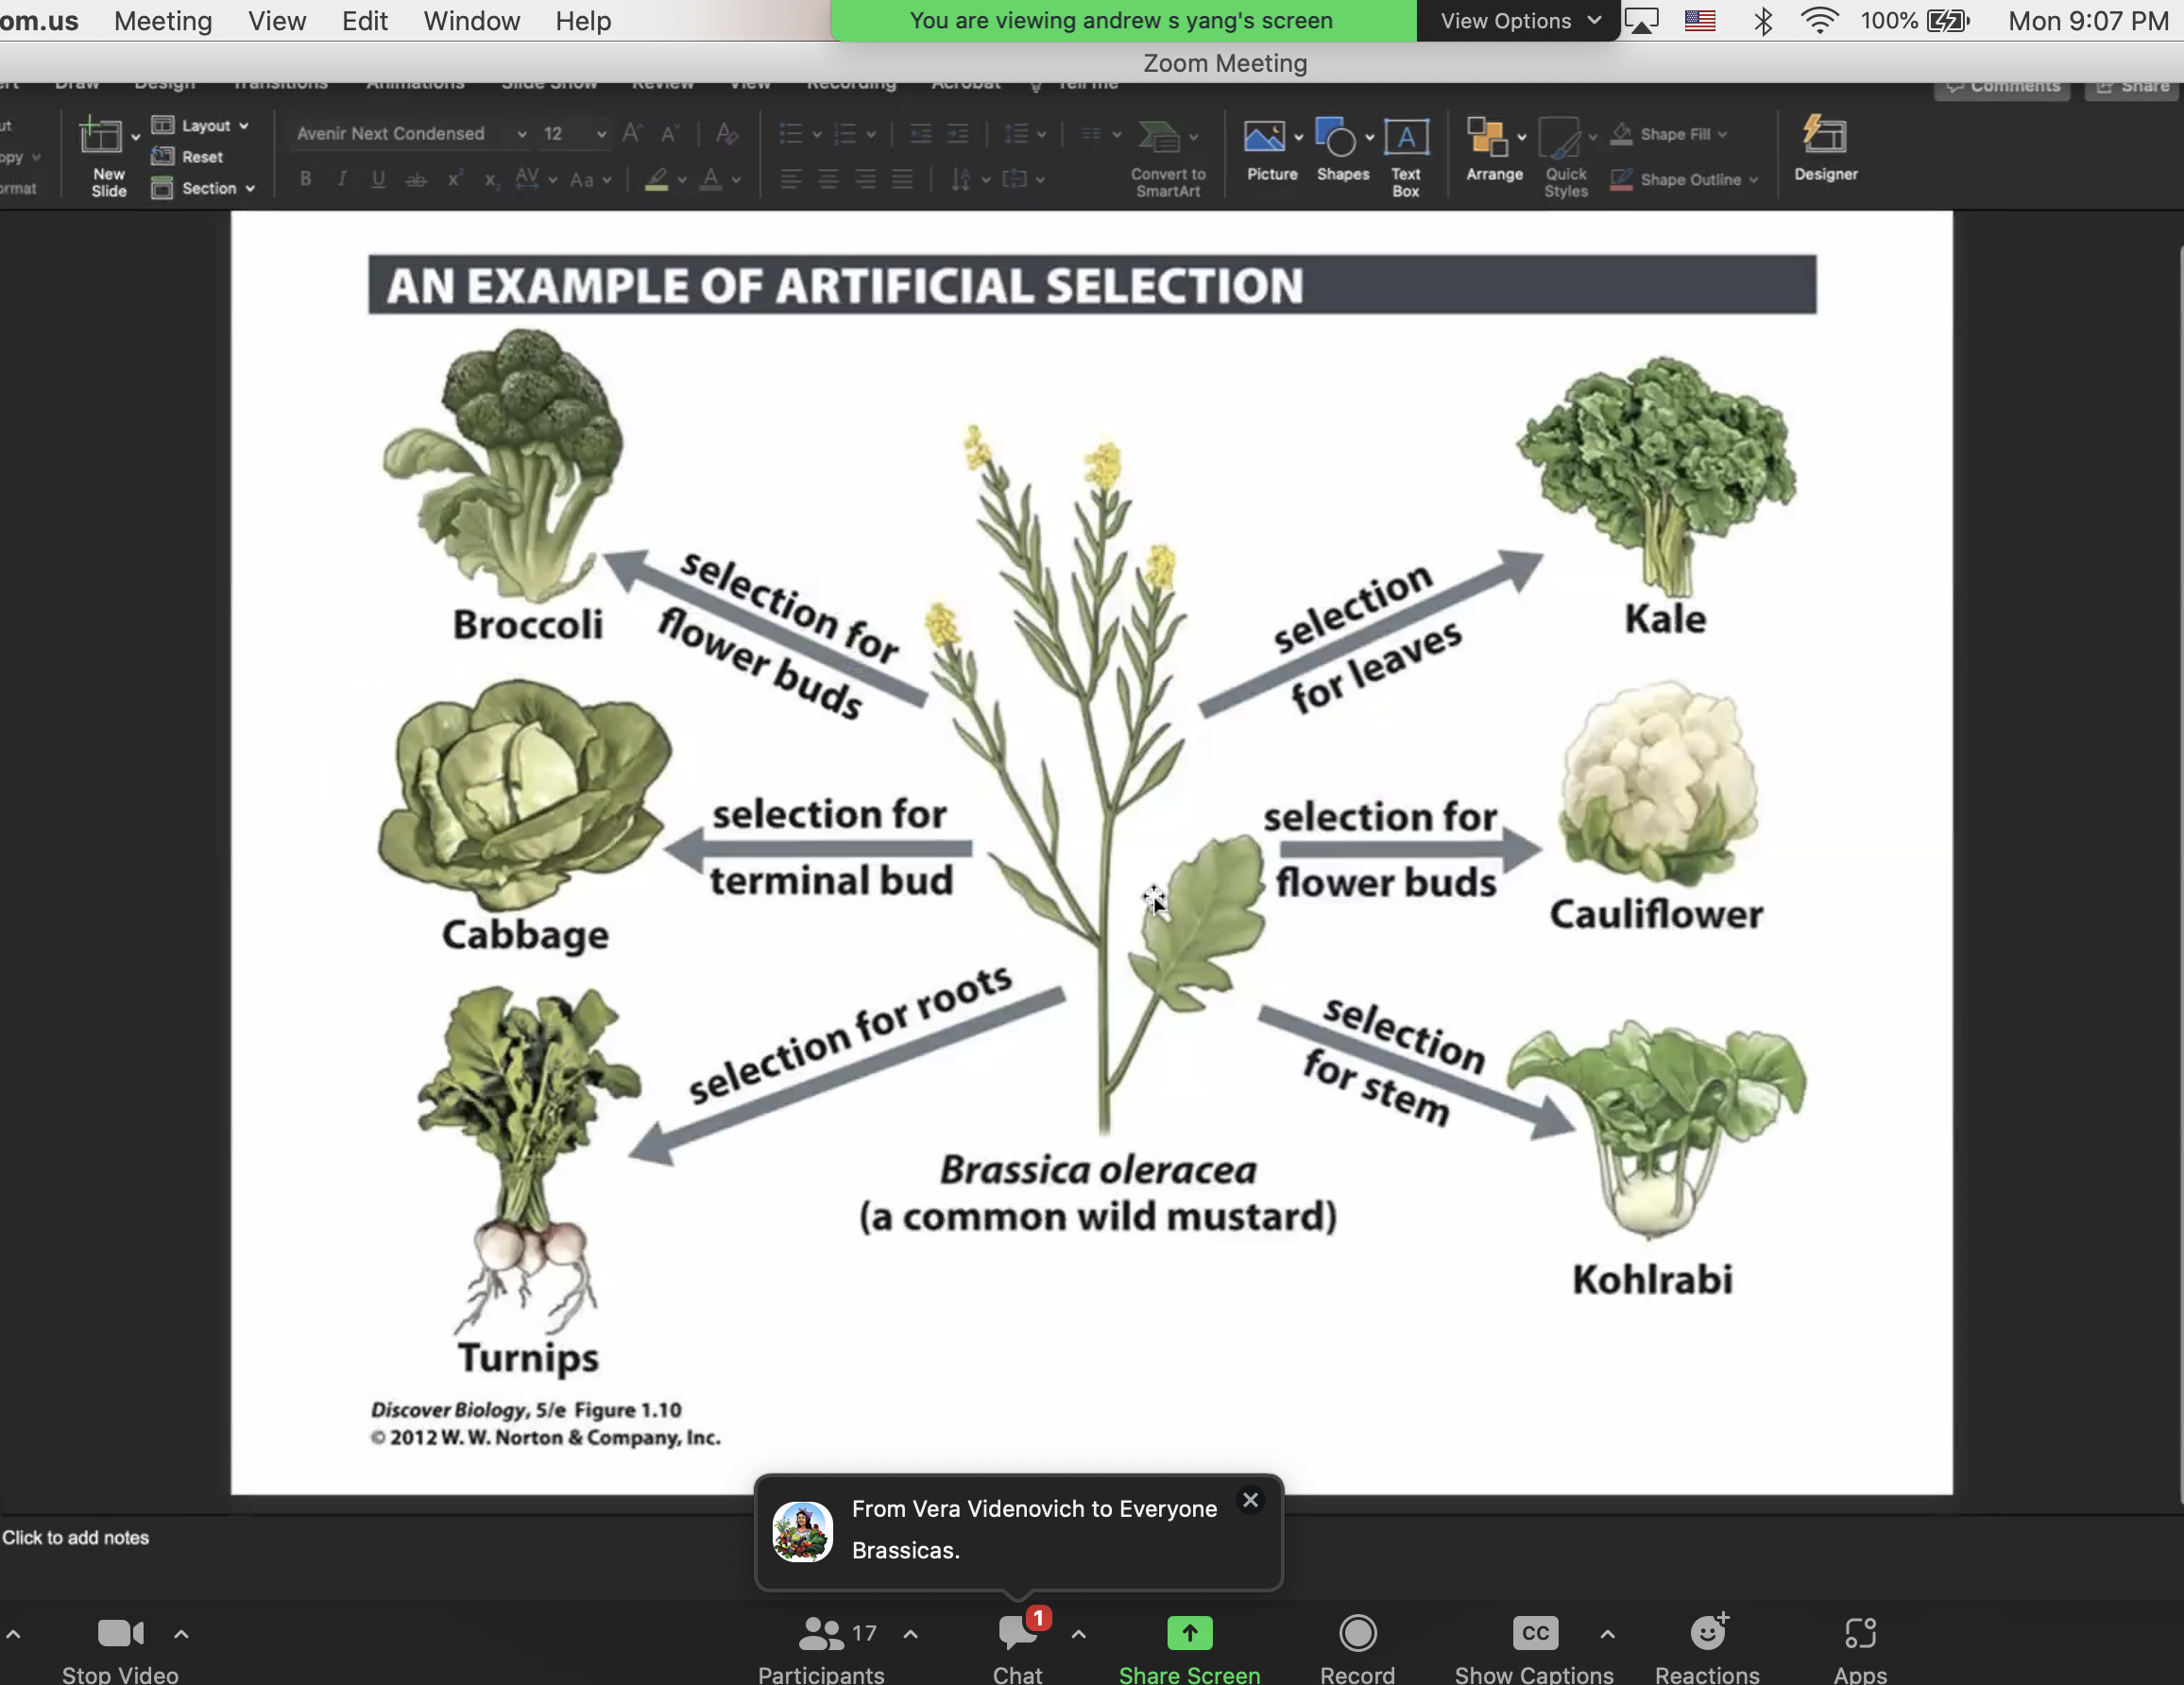 om.us Meeting View Edit Window Help
You are viewing andrew s yang's screen
View Options
100%
Mon 9:07 PM
Zoom Meeting
Draw Design Transitions Animations Slide Show Review View Recording Acrobat Tell me
Comments Share
New
Slide
Layout
Reset
Section
Avenir Next Condensed
12
Convert to
SmartArt
Picture
Shapes
Text
Box
Arrange
Quick
Styles
Shape Fill
Shape Outline
Designer
AN EXAMPLE OF ARTIFICIAL SELECTION
Broccoli
selection for
flower buds
selection
for leaves
Kale
Cabbage
selection for
terminal bud
selection for
flower buds
Cauliflower
selection for roots
selection
for stem
Turnips
Brassica oleracea
(a common wild mustard)
Kohlrabi
Discover Biology, 5/e Figure 1.10
© 2012 W. W. Norton & Company, Inc.
From Vera Videnovich to Everyone
Brassicas.
Click to add notes
Stop Video
17
Participants
1
Chat
Share Screen
Record
CC
Show Captions
Reactions
Apps